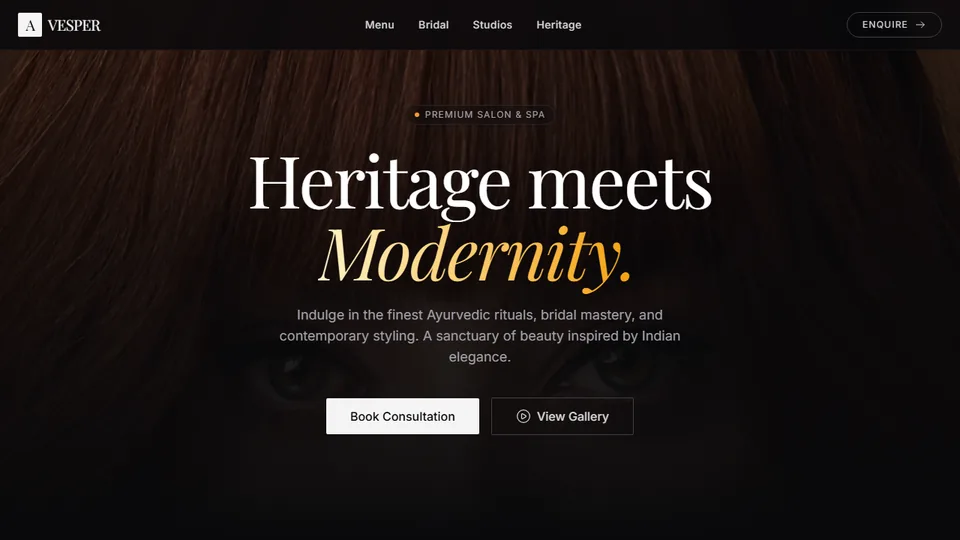 A VESPER
Menu Bridal Studios Heritage
ENQUIRE
PREMIUM SALON & SPA
Heritage meets
Modernity.
Indulge in the finest Ayurvedic rituals, bridal mastery, and
contemporary styling. A sanctuary of beauty inspired by Indian
elegance.
Book Consultation View Gallery